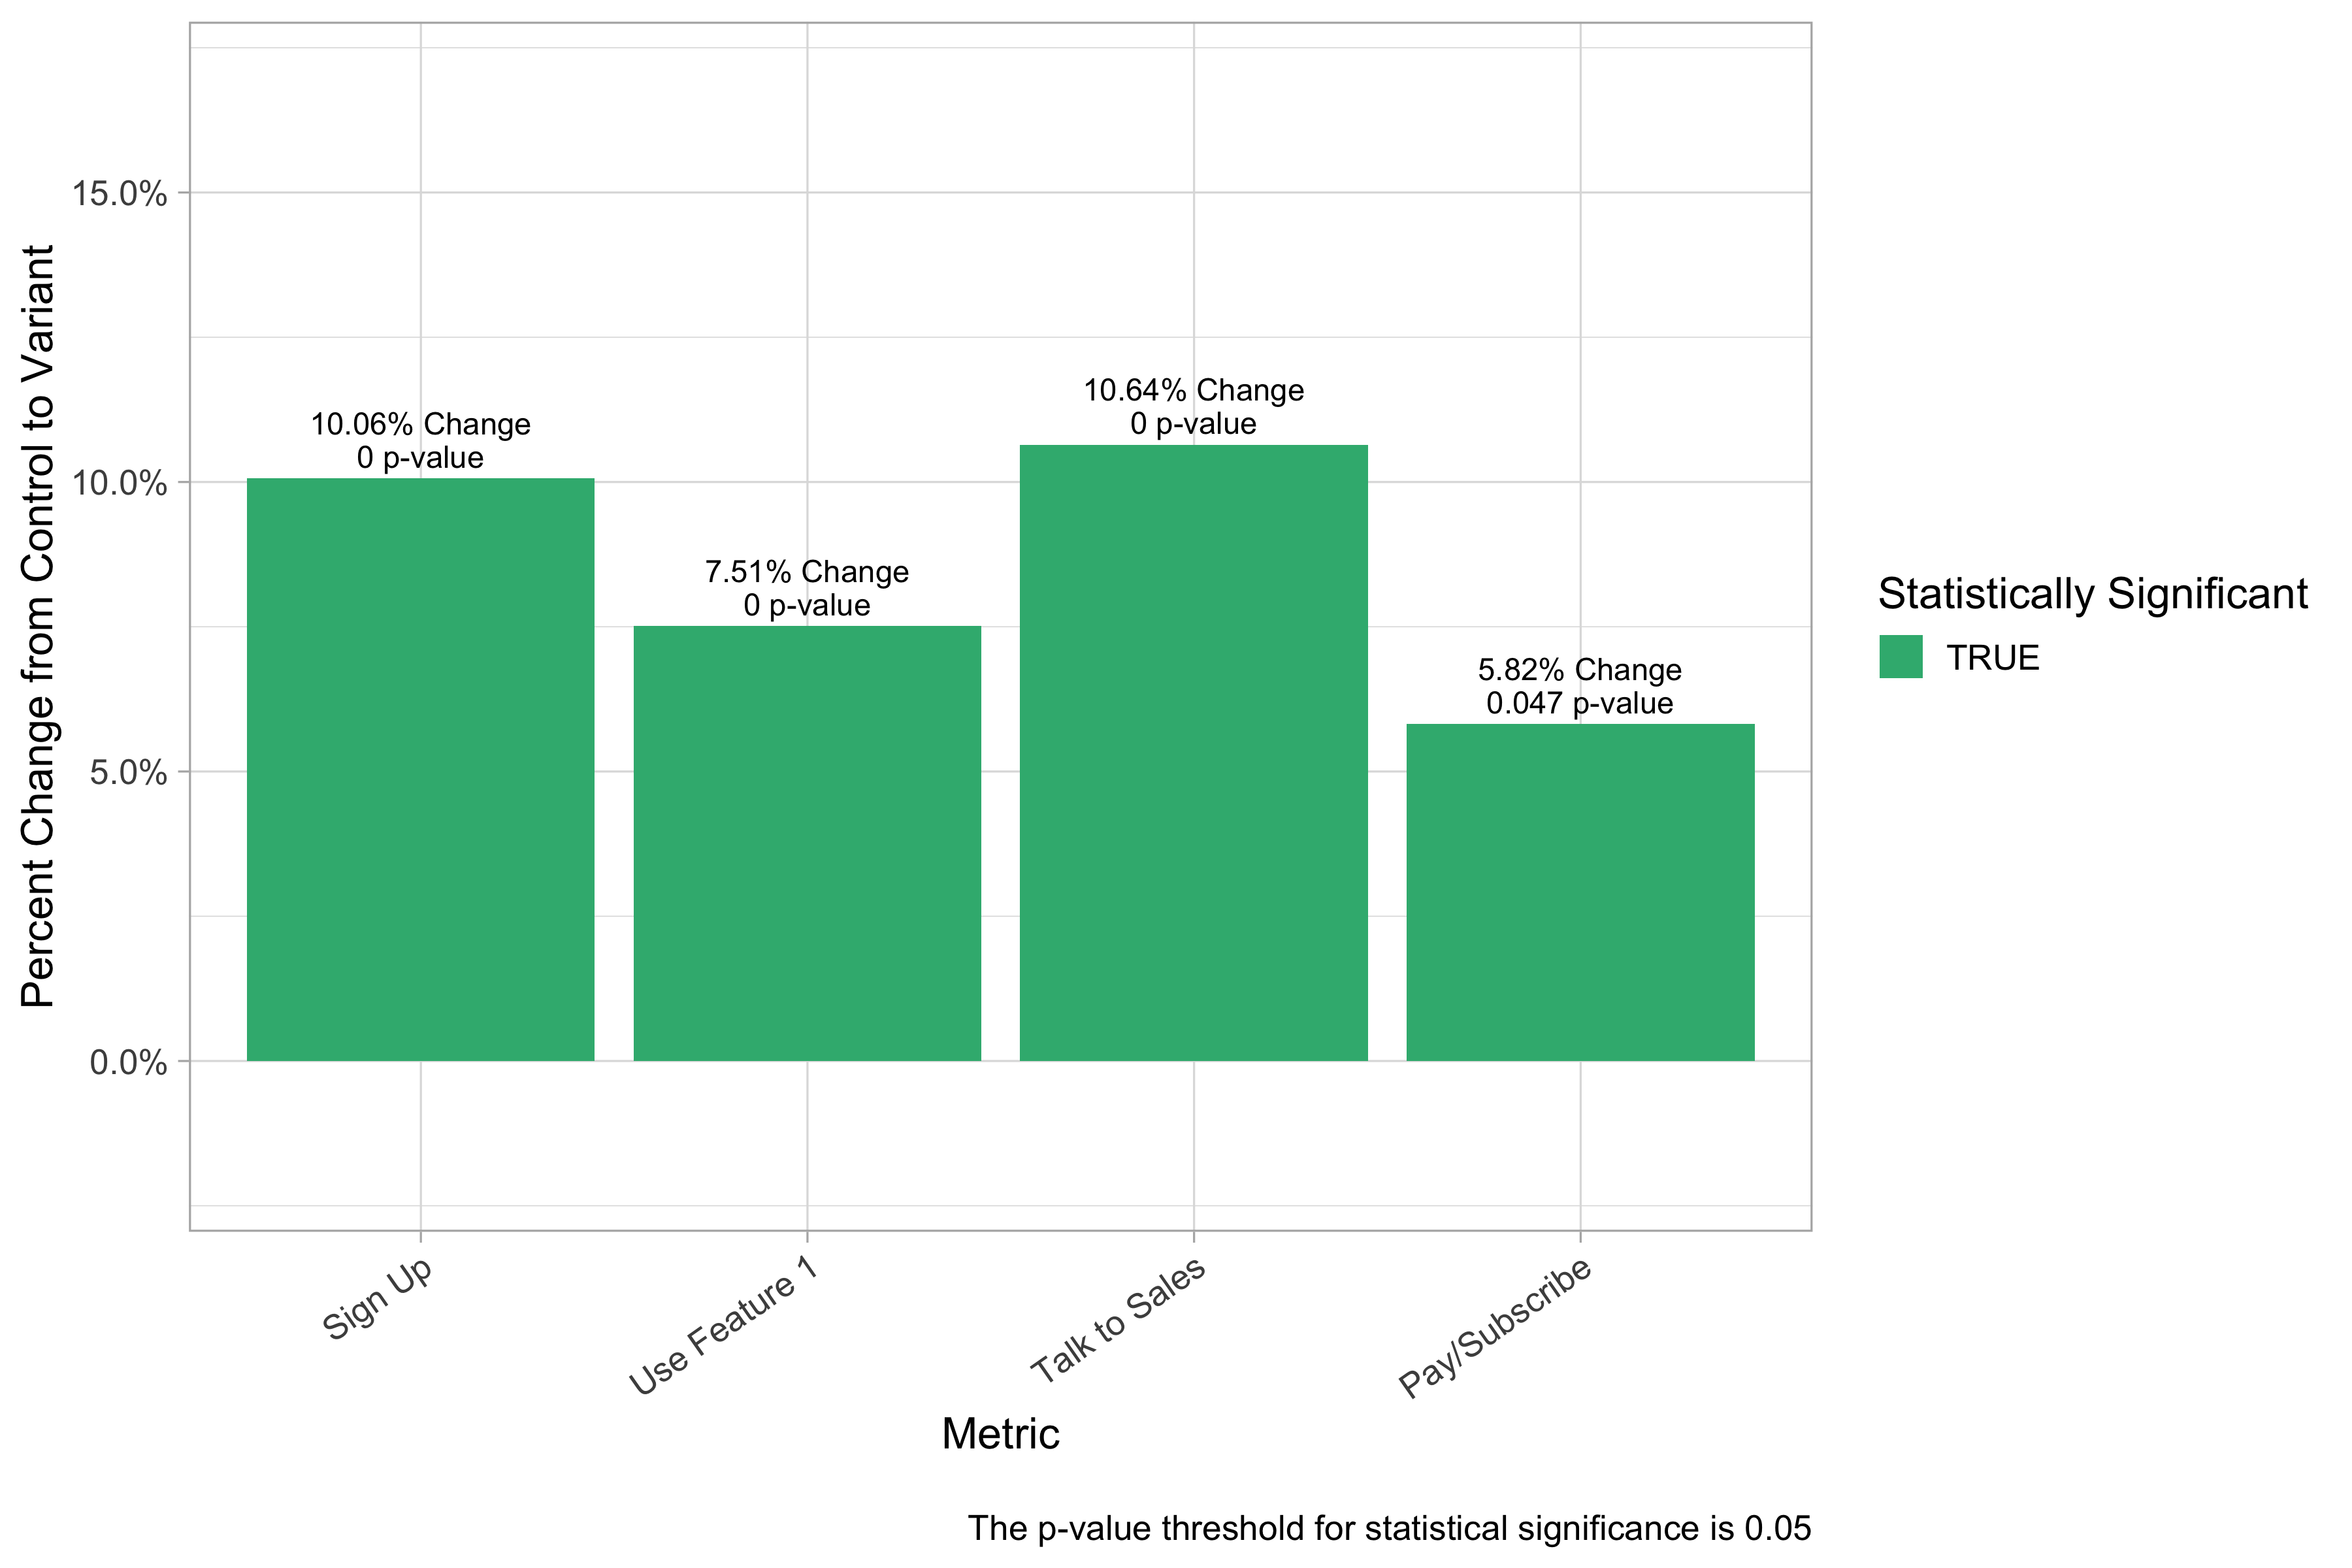 Percent Change from Control to Variant
15.0%
10.0%
5.0%
0.0%
10.06% Change
0 p-value
7.51% Change
0 p-value
10.64% Change
0 p-value
5.82% Change
0.047 p-value
Sign Up
Use Feature 1
Talk to Sales
Pay/Subscribe
Metric
Statistically Significant
TRUE
The p-value threshold for statistical significance is 0.05